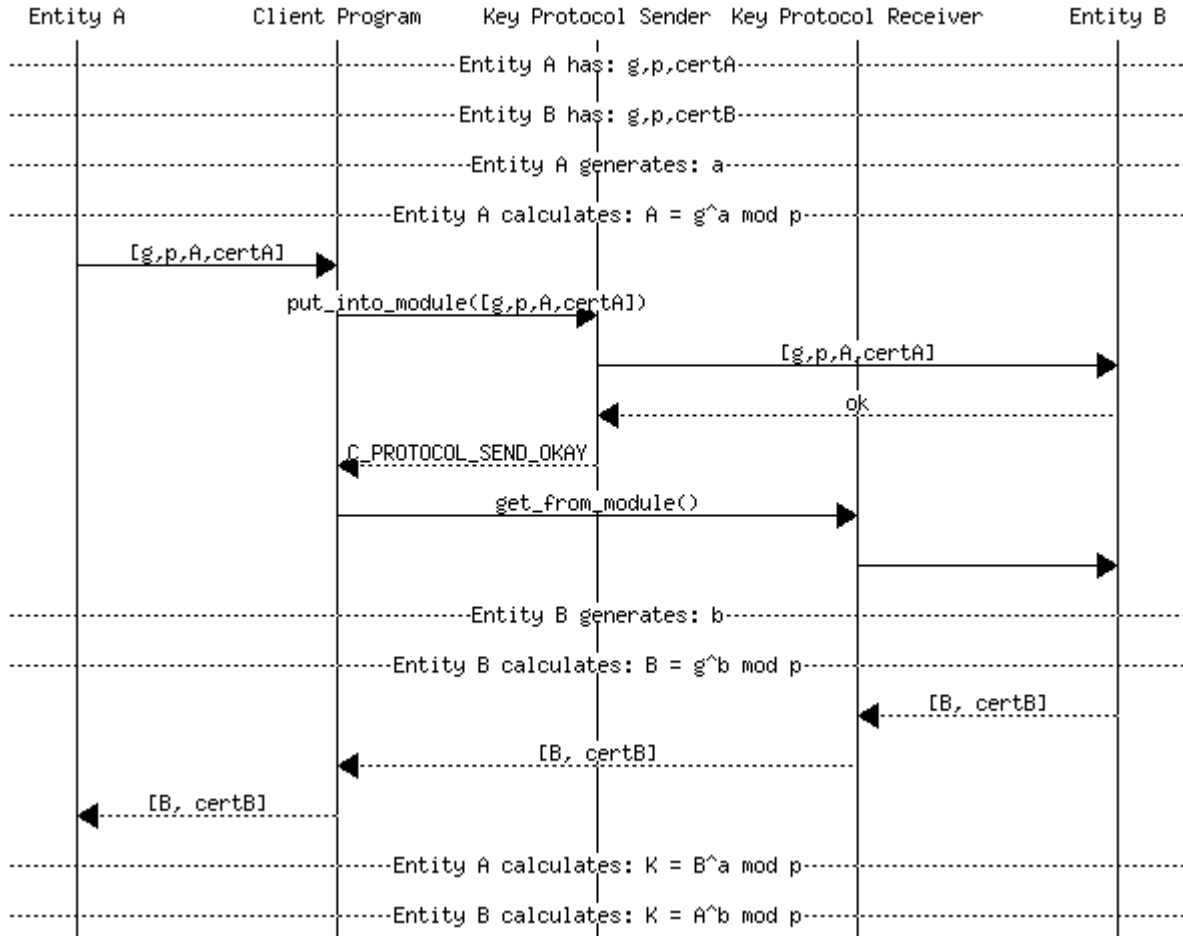 Entity A Client Program Key Protocol Sender Key Protocol Receiver Entity B
Entity A has: g,p,certA
Entity B has: g,p,certB
Entity A generates: a
Entity A calculates: A = g^a mod p
[g,p,A,certA]
put_into_module([g,p,A,certA])
[g,p,A,certA]
ok
C_PROTOCOL_SEND_OKAY
get_from_module()
Entity B generates: b
Entity B calculates: B = g^b mod p
[B, certB]
[B, certB]
[B, certB]
Entity A calculates: K = B^a mod p
Entity B calculates: K = A^b mod p